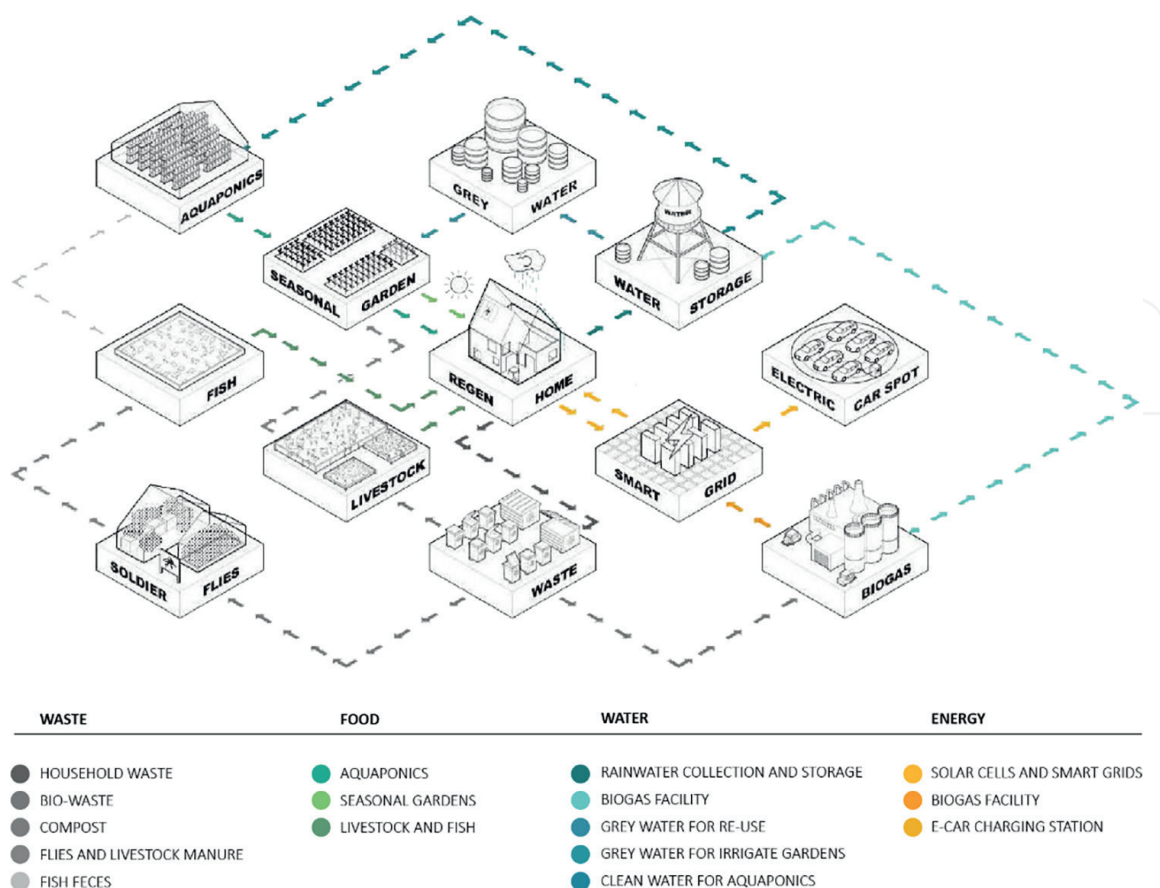 AQUAPONICS
GREY WATER
WATER
SEASONAL GARDEN
WATER STORAGE
FISH
REGEN HOME
ELECTRIC CAR SPOT
LIVESTOCK
SMART GRID
SOLDIER FLIES
WASTE
BIOGAS
WASTE
HOUSEHOLD WASTE
BIO-WASTE
COMPOST
FLIES AND LIVESTOCK MANURE
FISH FECES
FOOD
AQUAPONICS
SEASONAL GARDENS
LIVESTOCK AND FISH
WATER
RAINWATER COLLECTION AND STORAGE
BIOGAS FACILITY
GREY WATER FOR RE-USE
GREY WATER FOR IRRIGATE GARDENS
CLEAN WATER FOR AQUAPONICS
ENERGY
SOLAR CELLS AND SMART GRIDS
BIOGAS FACILITY
E-CAR CHARGING STATION